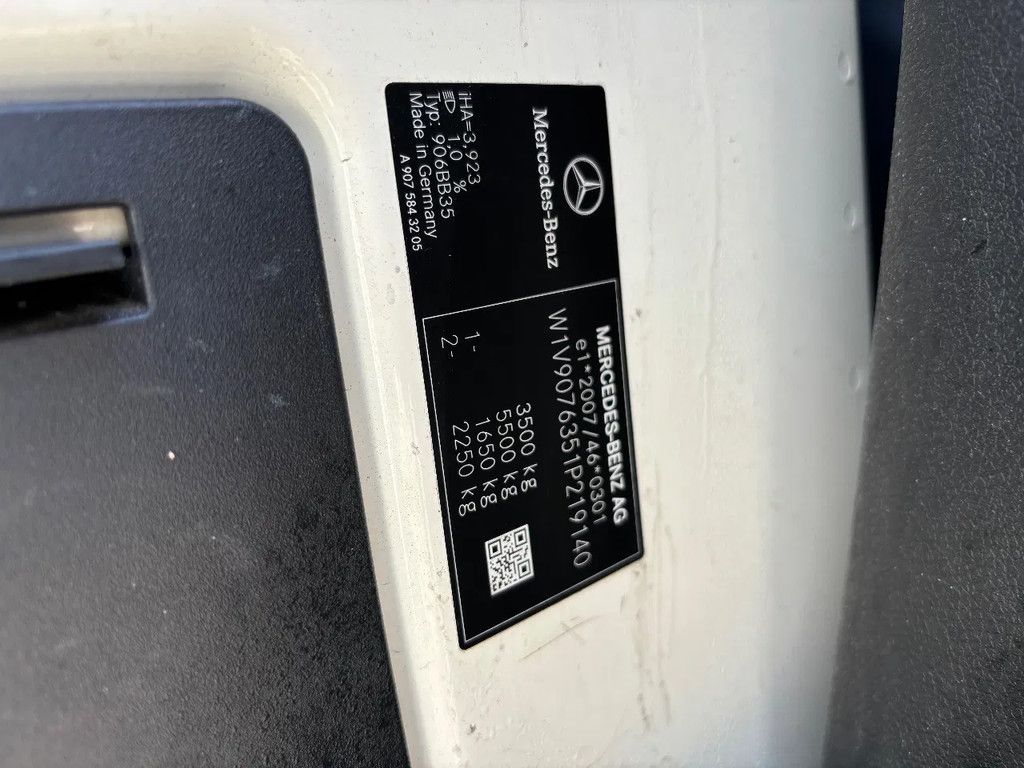 Mercedes-Benz
iHA=3,923
1,0 %
Typ: 906BB35
Made in Germany
A 907 584 32 05
MERCEDES-BENZ AG
e1*2007/46*0301
W1V9076351P219140
3500 kg
5500 kg
1- 1650 kg
2- 2250 kg